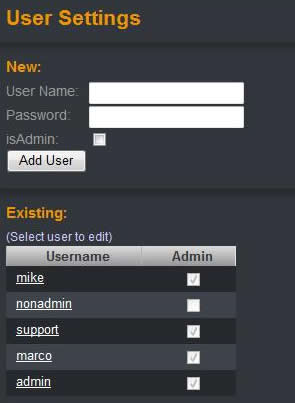 User Settings
New:
User Name:
Password:
isAdmin:
Add User
Existing:
(Select user to edit)
Username Admin
mike
nonadmin
support
marco
admin